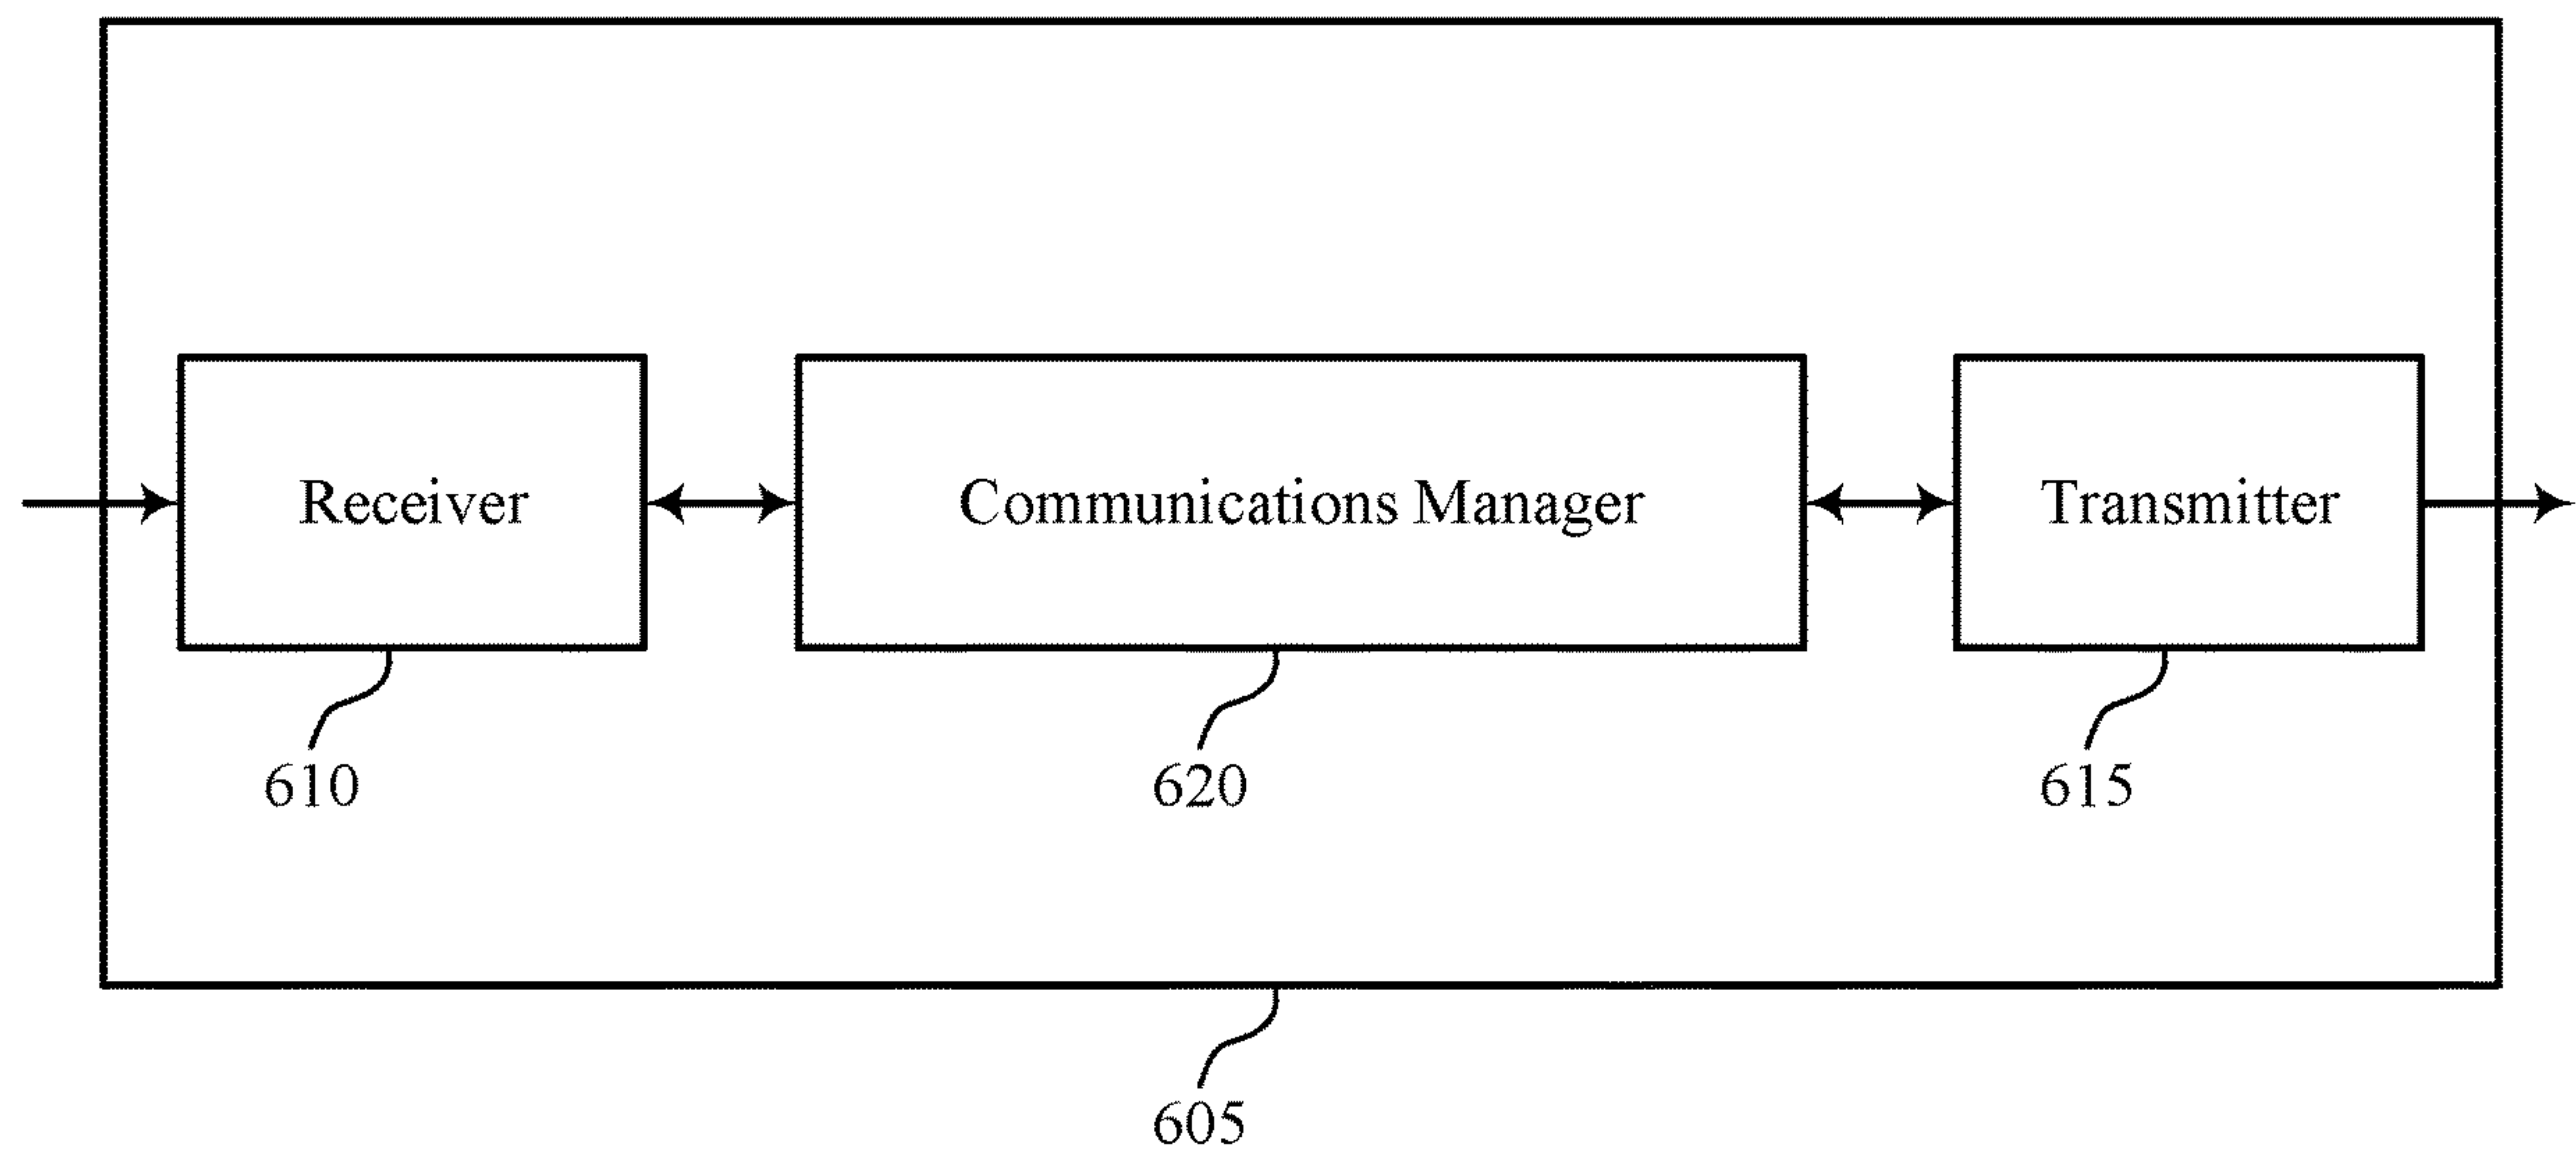 Receiver
Communications Manager
Transmitter
610
620
615
605